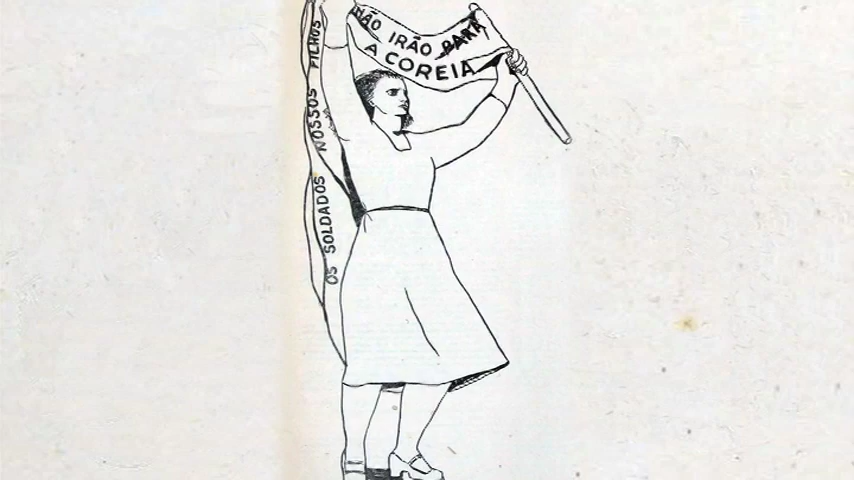 OS SOLDADOS NOSSOS FILHOS
NÃO IRÃO PARA
A COREIA